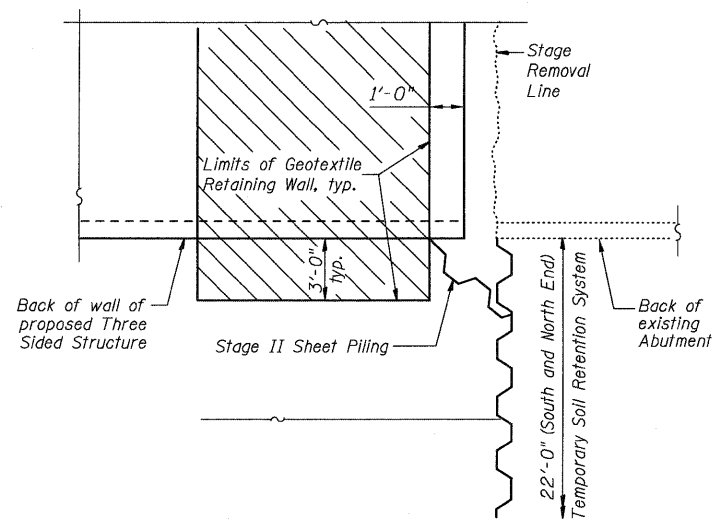 Stage
Removal
Line
1'-0"
Limits of Geotextile
Retaining Wall, typ.
3'-0"
typ.
Back of wall of
proposed Three
Sided Structure
Stage II Sheet Piling
22'-0" (South and North End)
Temporary Soil Retention System
Back of
existing
Abutment